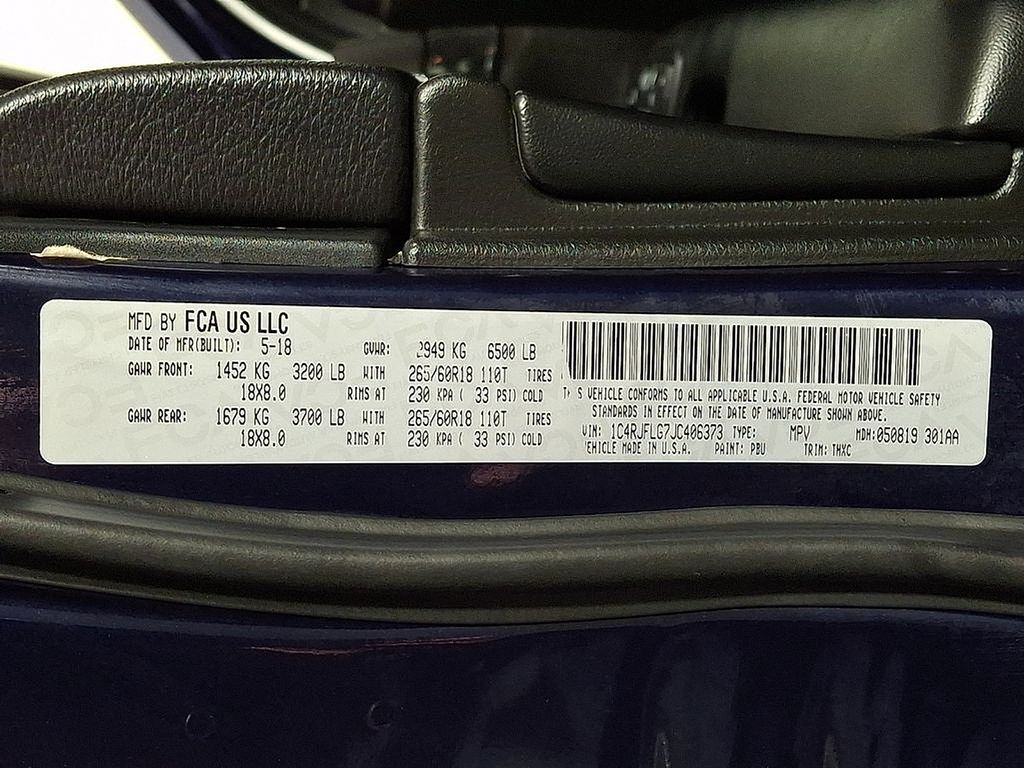 MFD BY FCA US LLC
DATE OF MFR(BUILT): 5-18 GVWR: 2949 KG 6500 LB
GAWR FRONT: 1452 KG 3200 LB WITH 265/60R18 110T TIRES
18X8.0 RIMS AT 230 KPA ( 33 PSI) COLD
GAWR REAR: 1679 KG 3700 LB WITH 265/60R18 110T TIRES
18X8.0 RIMS AT 230 KPA ( 33 PSI) COLD
S VEHICLE CONFORMS TO ALL APPLICABLE U.S.A. FEDERAL MOTOR VEHICLE SAFETY
STANDARDS IN EFFECT ON THE DATE OF MANUFACTURE SHOWN ABOVE.
VIN: 1C4RJFLG7JC406373 TYPE: MPV MDH:050819 301AA
EHICLE MADE IN U.S.A. PAINT: PBU TRIM: THXC